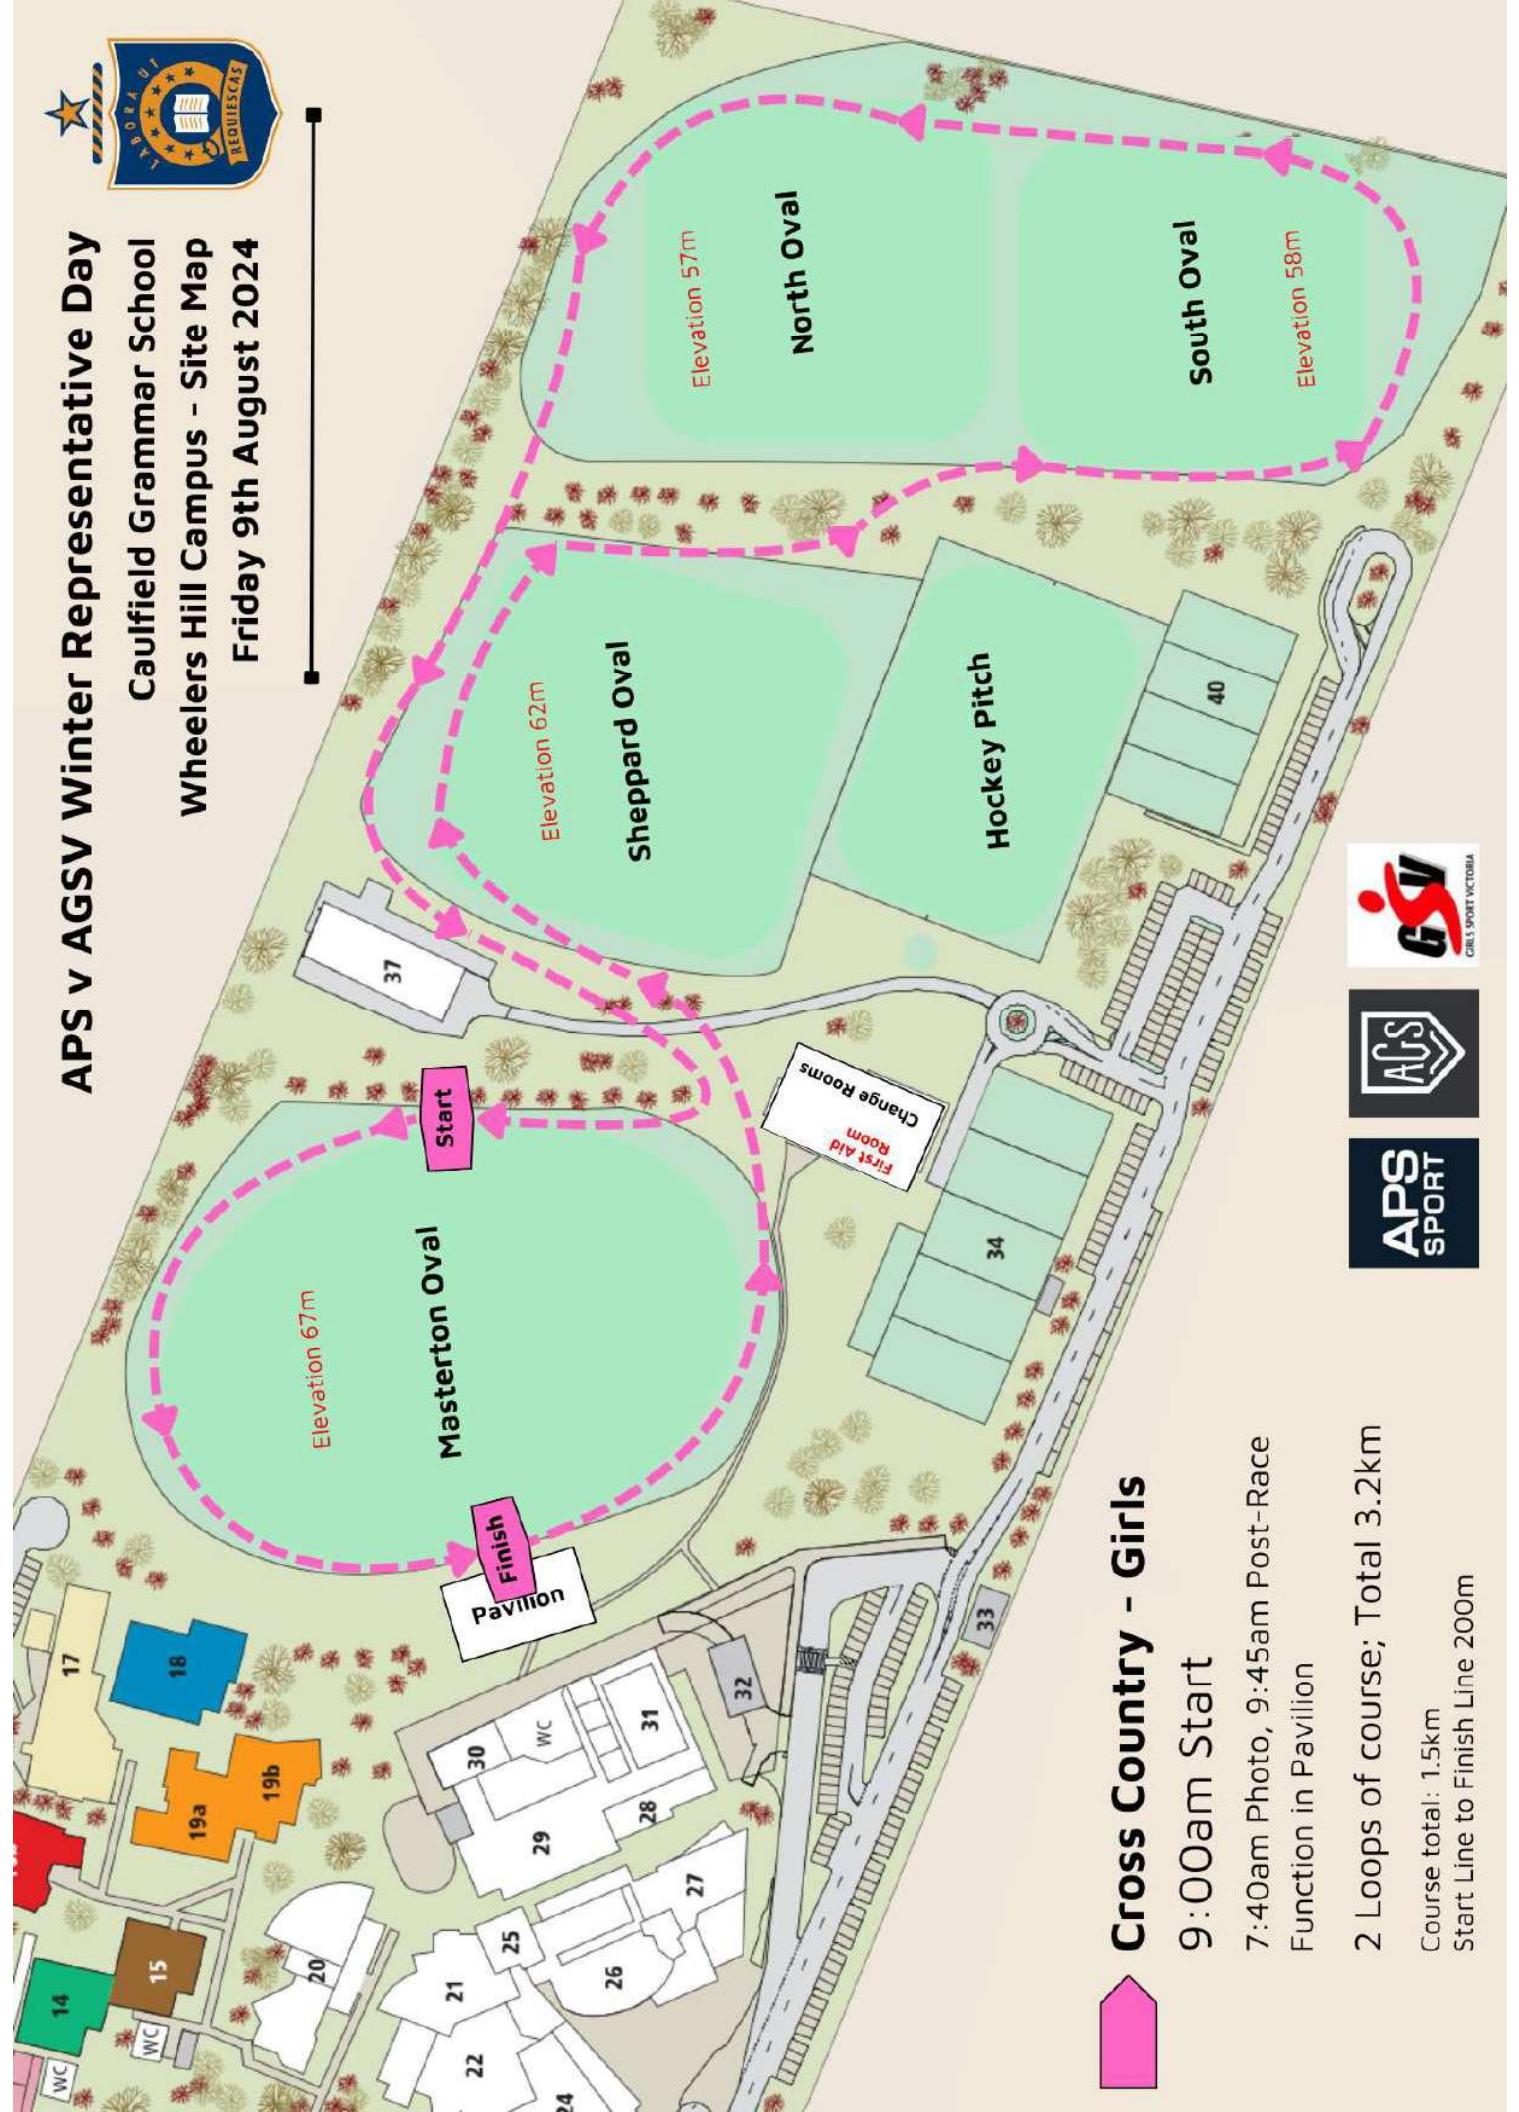 APS v AGSV Winter Representative Day
Caulfield Grammar School
Wheelers Hill Campus - Site Map
Friday 9th August 2024
LABORA UT
REQUIESCAS
Elevation 57m
North Oval
South Oval
Elevation 58m
Elevation 62m
Sheppard Oval
Hockey Pitch
40
37
Start
Change Rooms
First Aid
Room
34
Elevation 67m
Masterton Oval
Finish
Pavilion
17
18
19a
19b
14
15
WC
WC
20
21
22
24
25
26
27
28
29
30
WC
31
32
33
Cross Country - Girls
9:00am Start
7:40am Photo, 9:45am Post-Race
Function in Pavilion
2 Loops of course; Total 3.2km
Course total: 1.5km
Start Line to Finish Line 200m
APS
SPORT
AGS
GSV
GIRLS SPORT VICTORIA